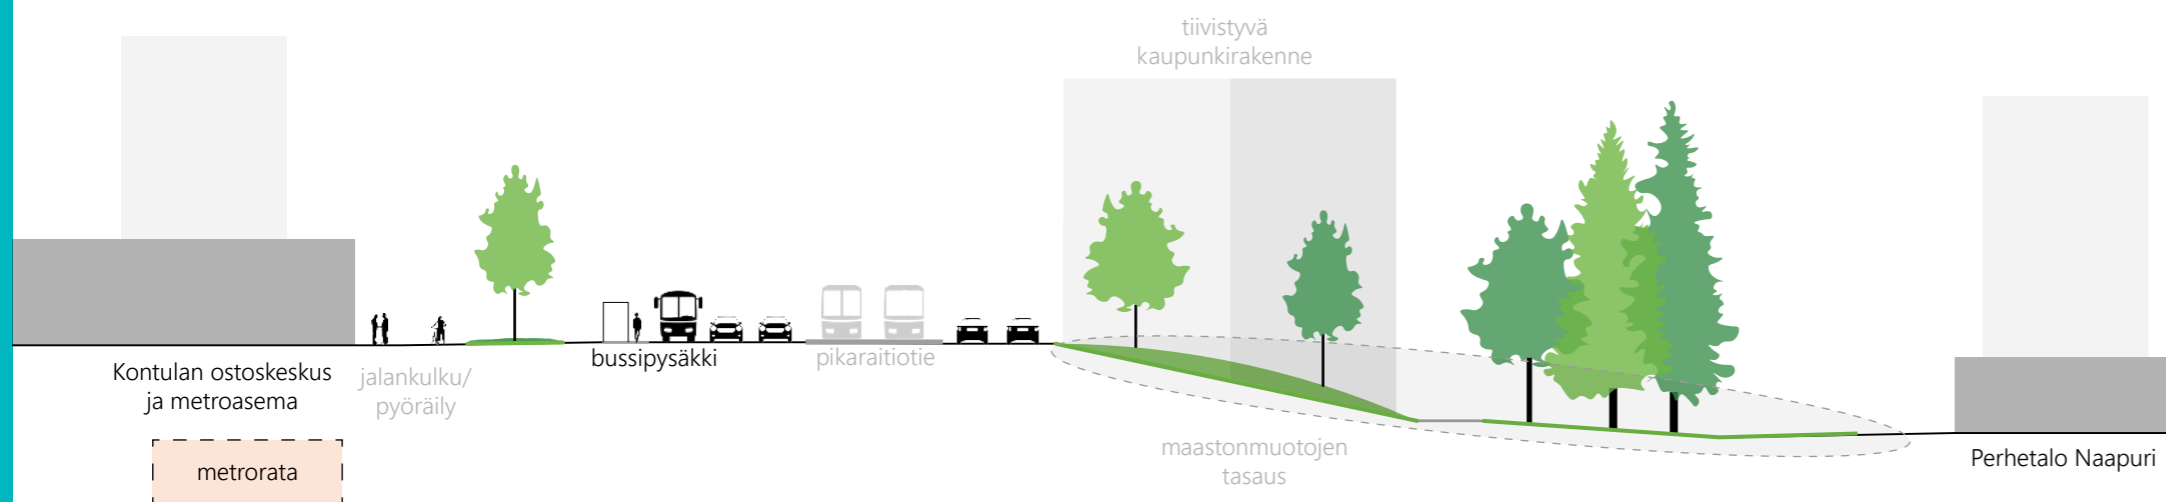 tiivistyvä
kaupunkirakenne
Kontulan ostoskeskus
ja metroasema
jalankulku/
pyöräily
bussipysäkki
pikaraitiotie
maastonmuotojen
tasaus
Perhetalo Naapuri
metrorata